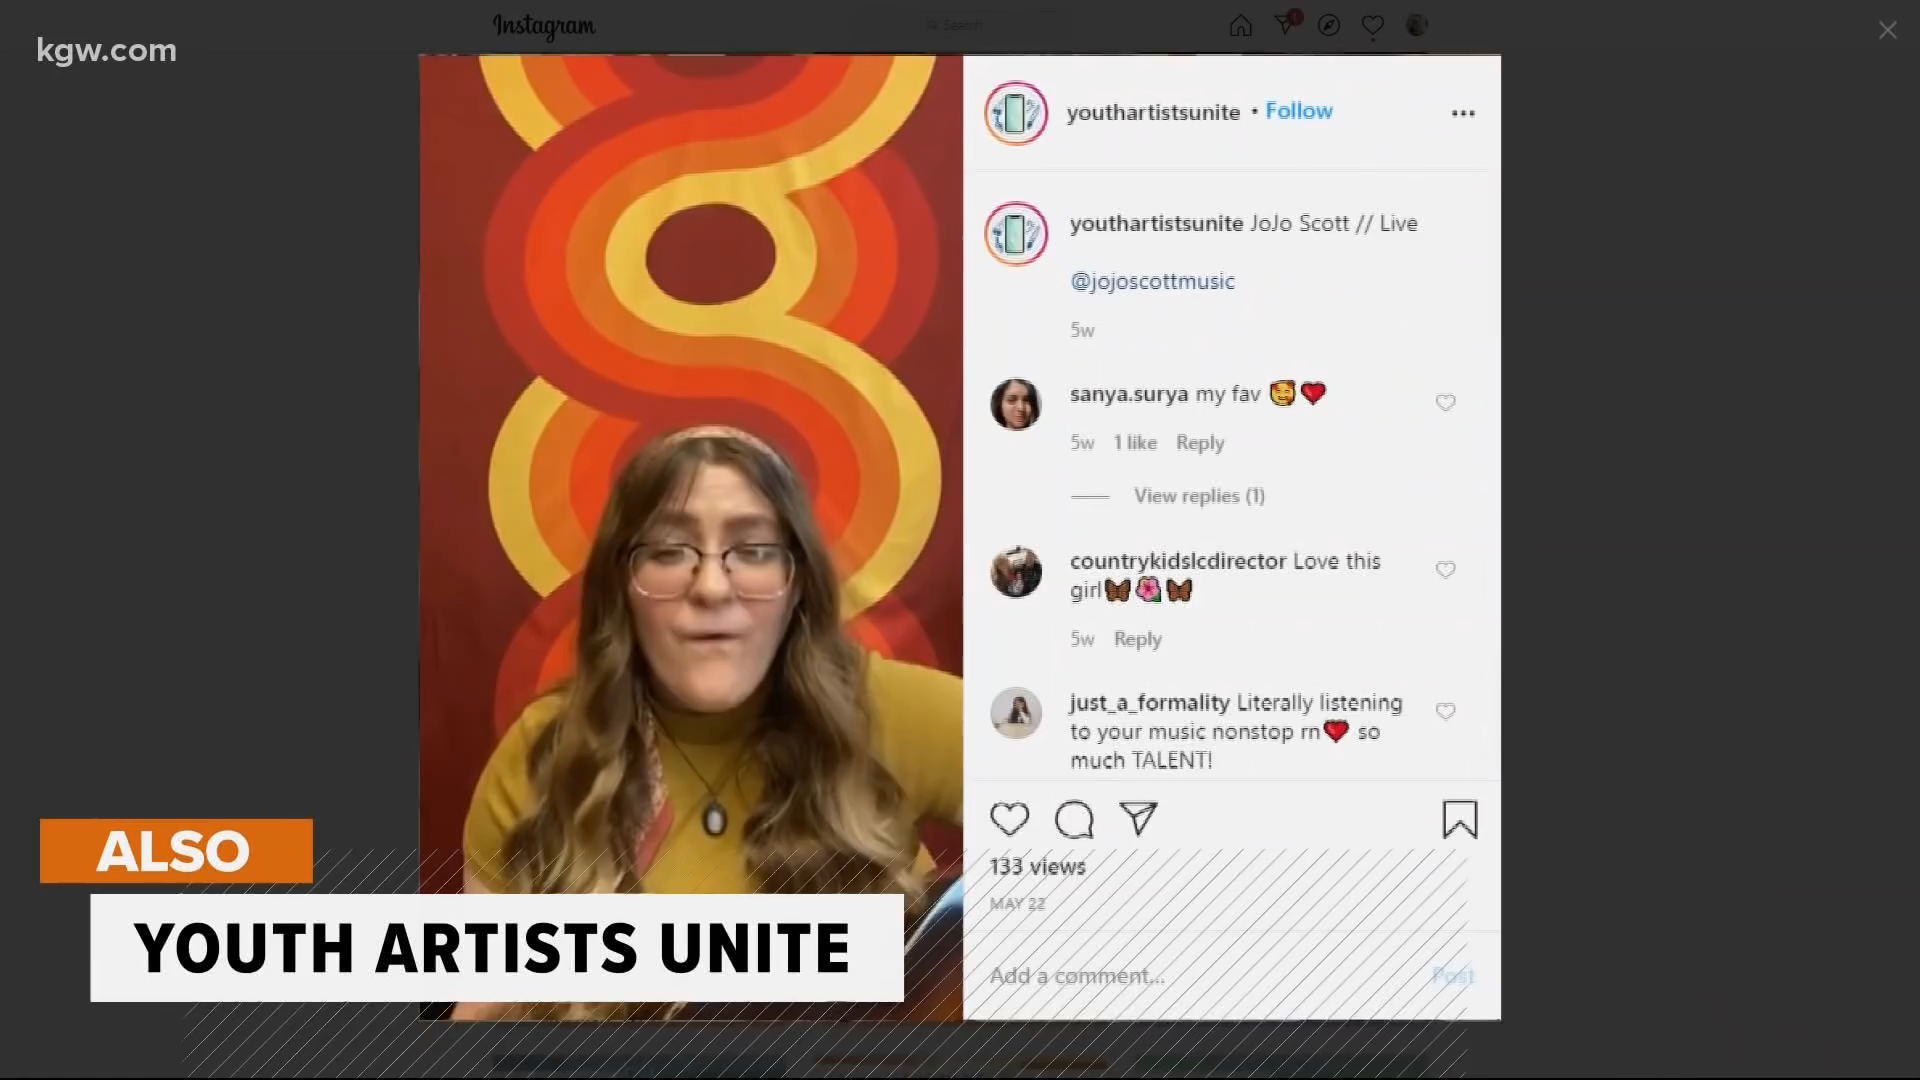 Instagram
Search
1
kgw.com
youthartistsunite • Follow
youthartistsunite JoJo Scott // Live
@jojoscottmusic
5w
sanya.surya my fav 🥰❤️
5w 1 like Reply
View replies (1)
countrykidslcdirector Love this
girl🦋🌺🦋
5w Reply
just_a_formality Literally listening
to your music nonstop rn❤️ so
much TALENT!
133 views
MAY 22
Add a comment... Post
ALSO
YOUTH ARTISTS UNITE